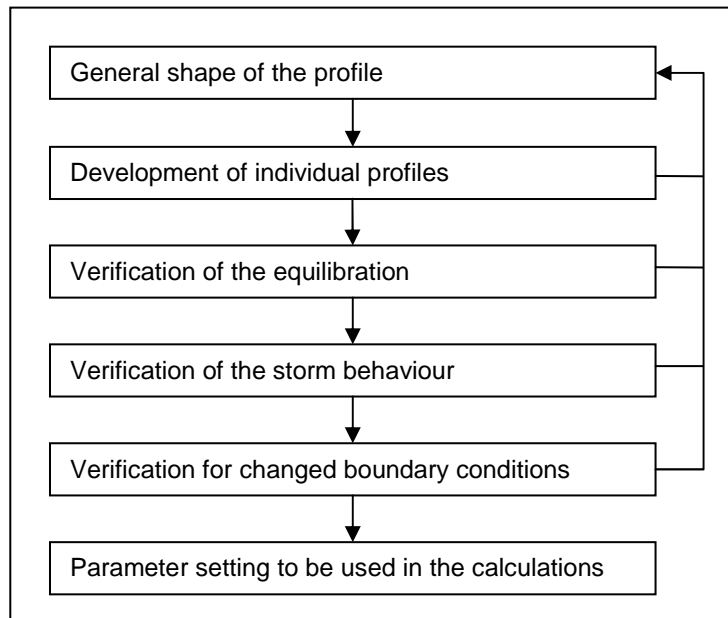 General shape of the profile
Development of individual profiles
Verification of the equilibration
Verification of the storm behaviour
Verification for changed boundary conditions
Parameter setting to be used in the calculations